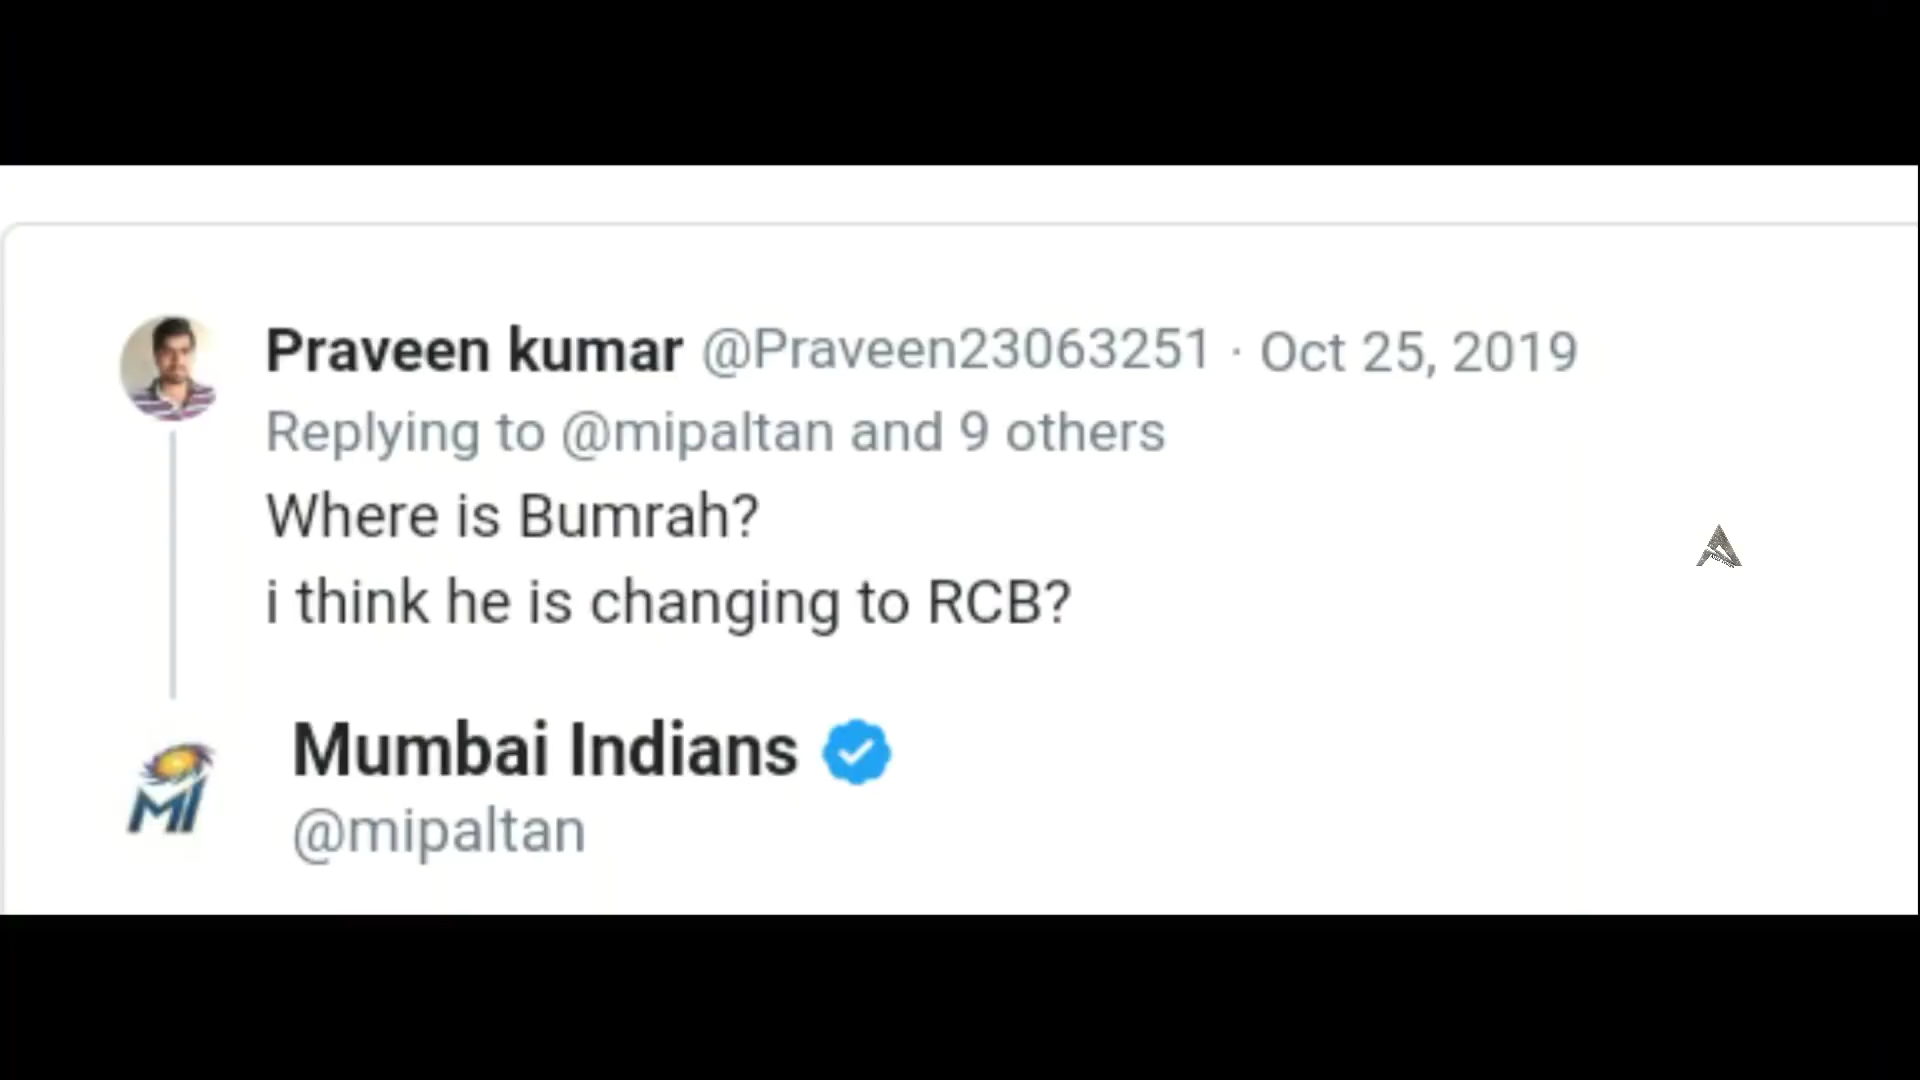 Praveen kumar @Praveen23063251 · Oct 25, 2019
Replying to @mipaltan and 9 others
Where is Bumrah?
i think he is changing to RCB?
Mumbai Indians
@mipaltan
MI